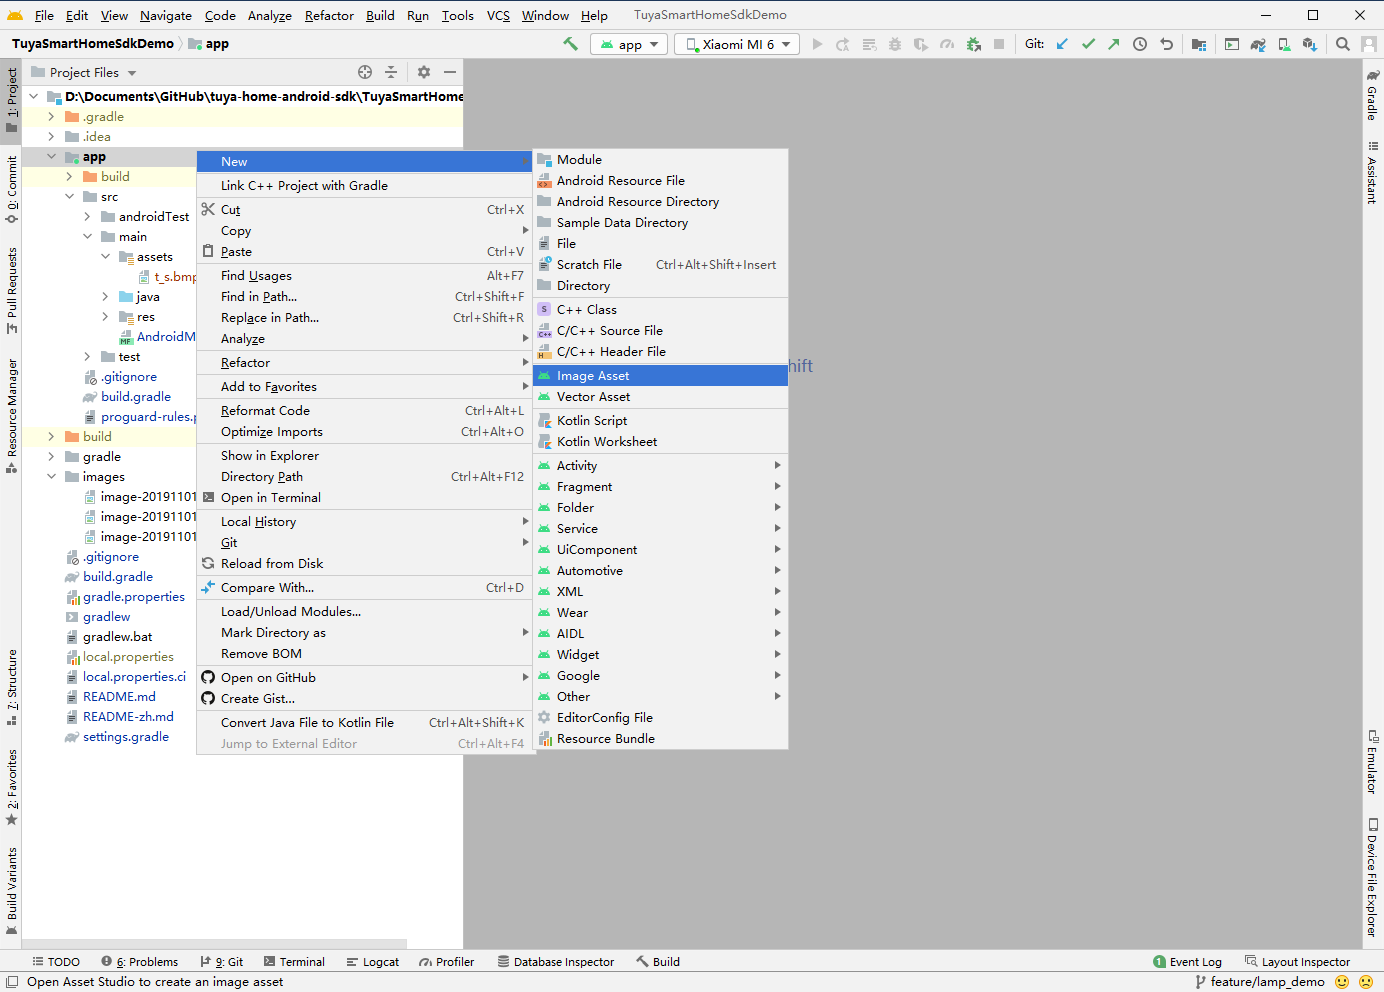 File Edit View Navigate Code Analyze Refactor Build Run Tools VCS Window Help TuyaSmartHomeSdkDemo
TuyaSmartHomeSdkDemo app
app Xiaomi MI 6 Git:
Project Files
D:\Documents\GitHub\tuya-home-android-sdk\TuyaSmartHome
.gradle
.idea
app
build
src
androidTest
main
assets
t_s.bmp
java
res
AndroidM
test
.gitignore
build.gradle
proguard-rules.p
build
gradle
images
image-20191101
image-20191101
image-20191101
.gitignore
build.gradle
gradle.properties
gradlew
gradlew.bat
local.properties
local.properties.ci
README.md
README-zh.md
settings.gradle
New
Link C++ Project with Gradle
Cut Ctrl+X
Copy
Paste Ctrl+V
Find Usages Alt+F7
Find in Path... Ctrl+Shift+F
Replace in Path... Ctrl+Shift+R
Analyze
Refactor
Add to Favorites
Reformat Code Ctrl+Alt+L
Optimize Imports Ctrl+Alt+O
Show in Explorer
Directory Path Ctrl+Alt+F12
Open in Terminal
Local History
Git
Reload from Disk
Compare With... Ctrl+D
Load/Unload Modules...
Mark Directory as
Remove BOM
Open on GitHub
Create Gist...
Convert Java File to Kotlin File Ctrl+Alt+Shift+K
Jump to External Editor Ctrl+Alt+F4
Module
Android Resource File
Android Resource Directory
Sample Data Directory
File
Scratch File Ctrl+Alt+Shift+Insert
Directory
S C++ Class
C++ C/C++ Source File
H C/C++ Header File
Image Asset
Vector Asset
Kotlin Script
Kotlin Worksheet
Activity
Fragment
Folder
Service
UiComponent
Automotive
XML
Wear
AIDL
Widget
Google
Other
EditorConfig File
Resource Bundle
hift
1: Project
0: Commit
Pull Requests
Resource Manager
7: Structure
2: Favorites
Build Variants
Gradle
Assistant
Emulator
Device File Explorer
TODO 6: Problems 9: Git Terminal Logcat Profiler Database Inspector Build 1 Event Log Layout Inspector
Open Asset Studio to create an image asset feature/lamp_demo